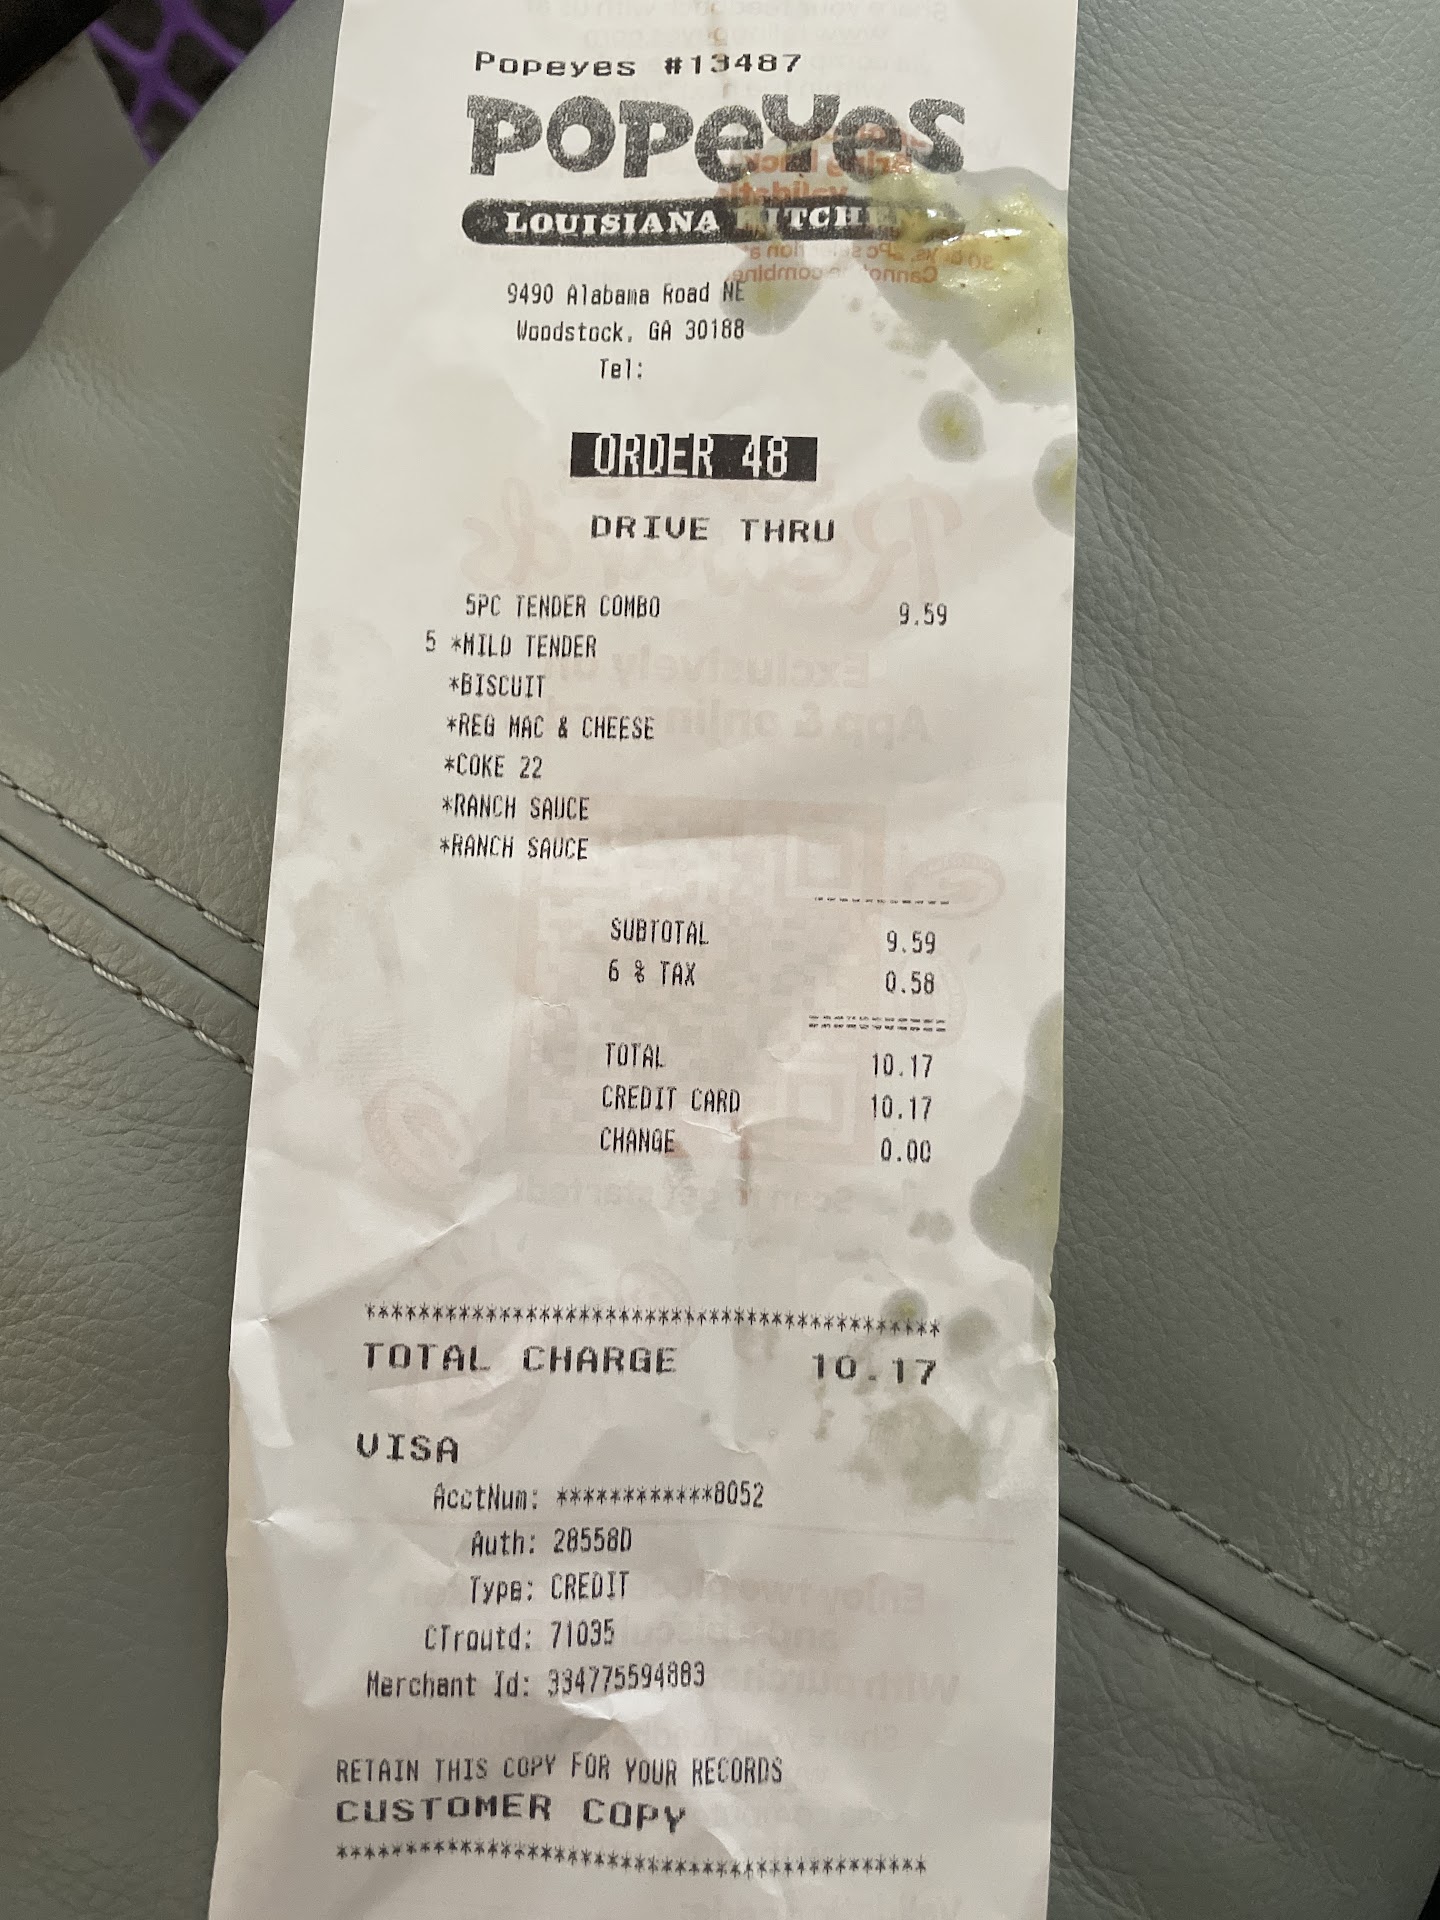 Popeyes #13487
POPEYES
LOUISIANA KITCHEN
9490 Alabama Road NE
Woodstock, GA 30188
Tel:
ORDER 48
DRIVE THRU
5PC TENDER COMBO 9.59
5 *MILD TENDER
*BISCUIT
*REG MAC & CHEESE
*COKE 22
*RANCH SAUCE
*RANCH SAUCE
SUBTOTAL 9.59
6 % TAX 0.58
TOTAL 10.17
CREDIT CARD 10.17
CHANGE 0.00
******************************************
TOTAL CHARGE 10.17
VISA
AcctNum: ************8052
Auth: 28558D
Type: CREDIT
CTroutd: 71035
Merchant Id: 334775594883
RETAIN THIS COPY FOR YOUR RECORDS
CUSTOMER COPY
******************************************